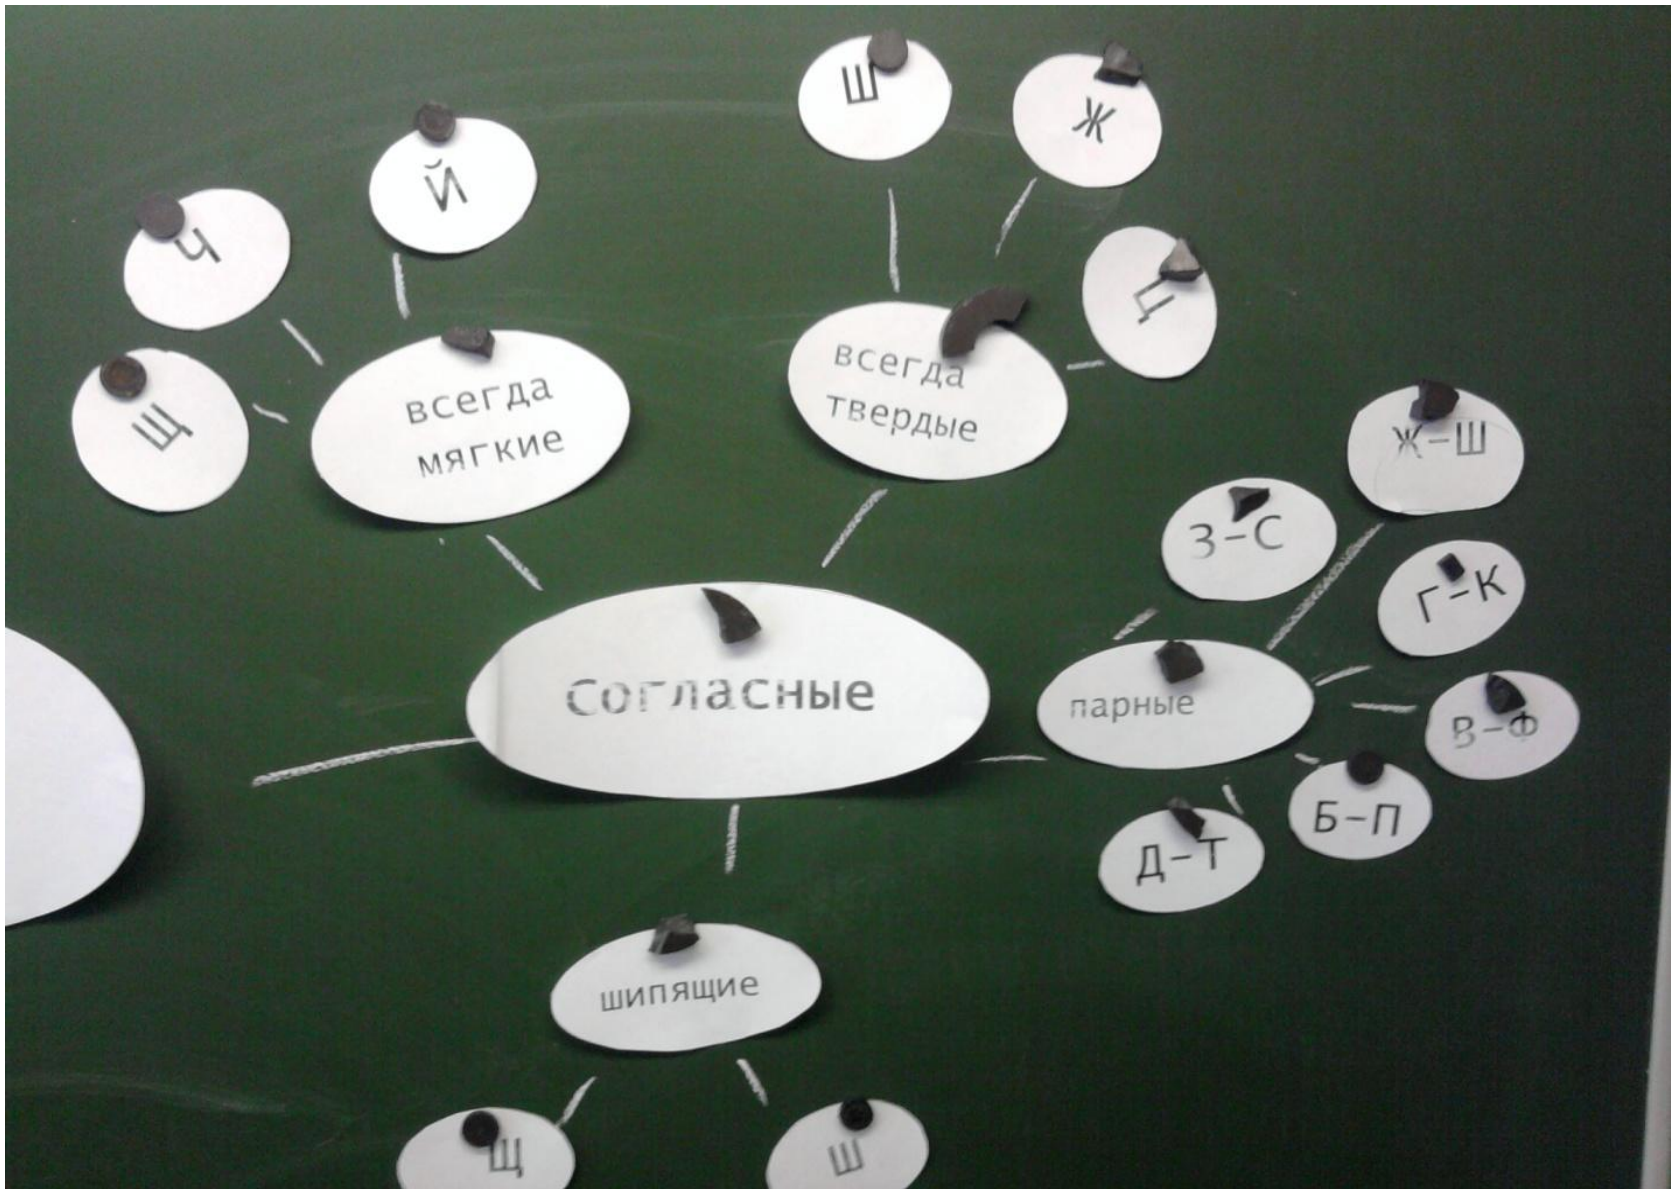 Ш
Ж
Й
Ч
Ц
всегда
твердые
всегда
мягкие
Щ
Ж-Ш
З-С
Г-К
Согласные
парные
В-Ф
Б-П
Д-Т
шипящие
Щ
Ш